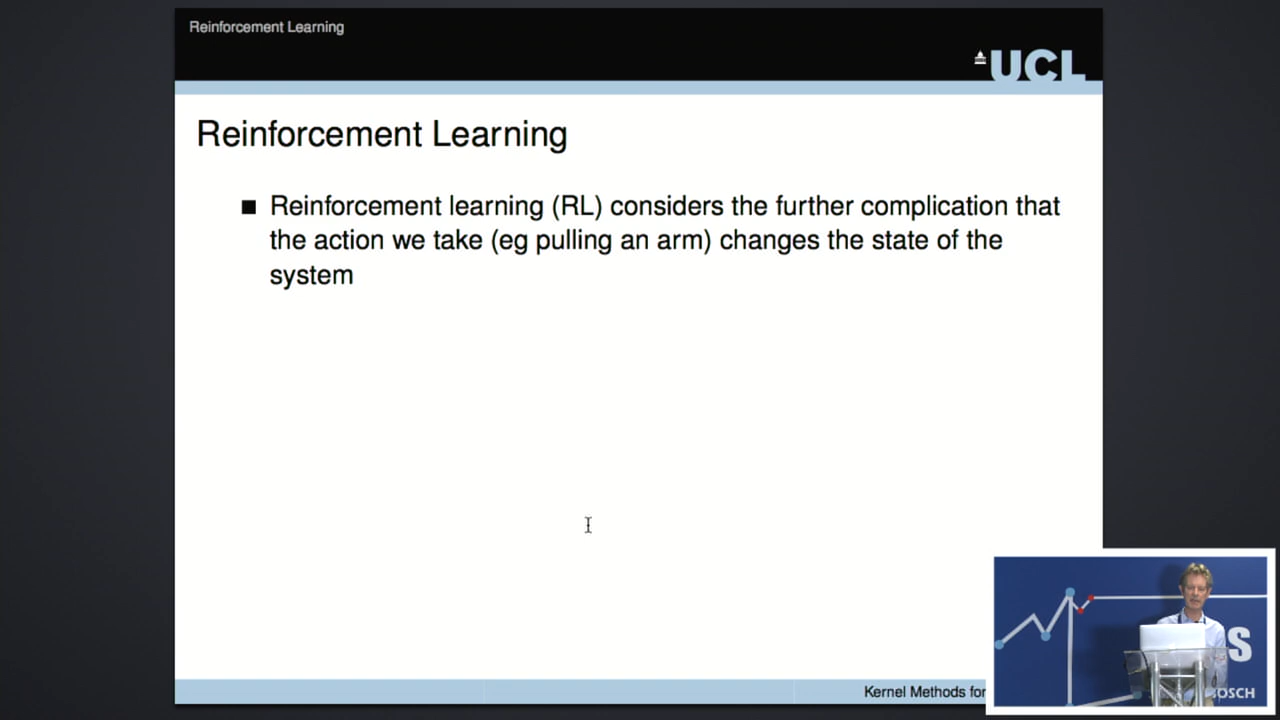 Reinforcement Learning
UCL
Reinforcement Learning
Reinforcement learning (RL) considers the further complication that
the action we take (eg pulling an arm) changes the state of the
system
Kernel Methods for
S
OSCH